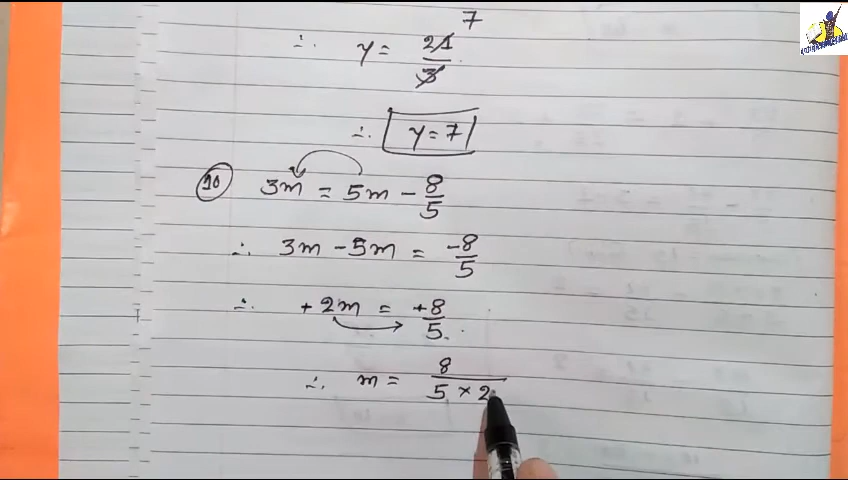 7
∴ y = 21/3
∴ y = 7
10 3m = 5m - 8/5
∴ 3m - 5m = -8/5
∴ + 2m = +8/5.
∴ m = 8/(5 × 2